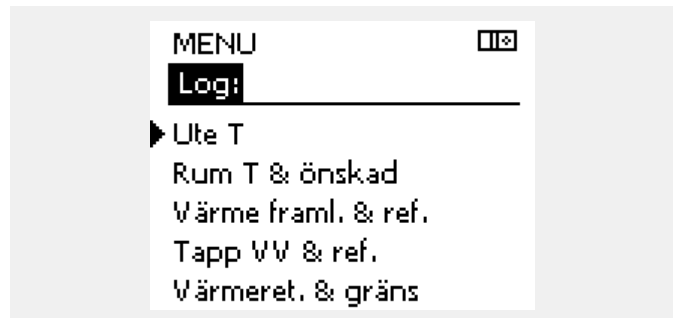 MENU
Log:
Ute T
Rum T & önskad
Värme framl. & ref.
Tapp VV & ref.
Värmeret. & gräns